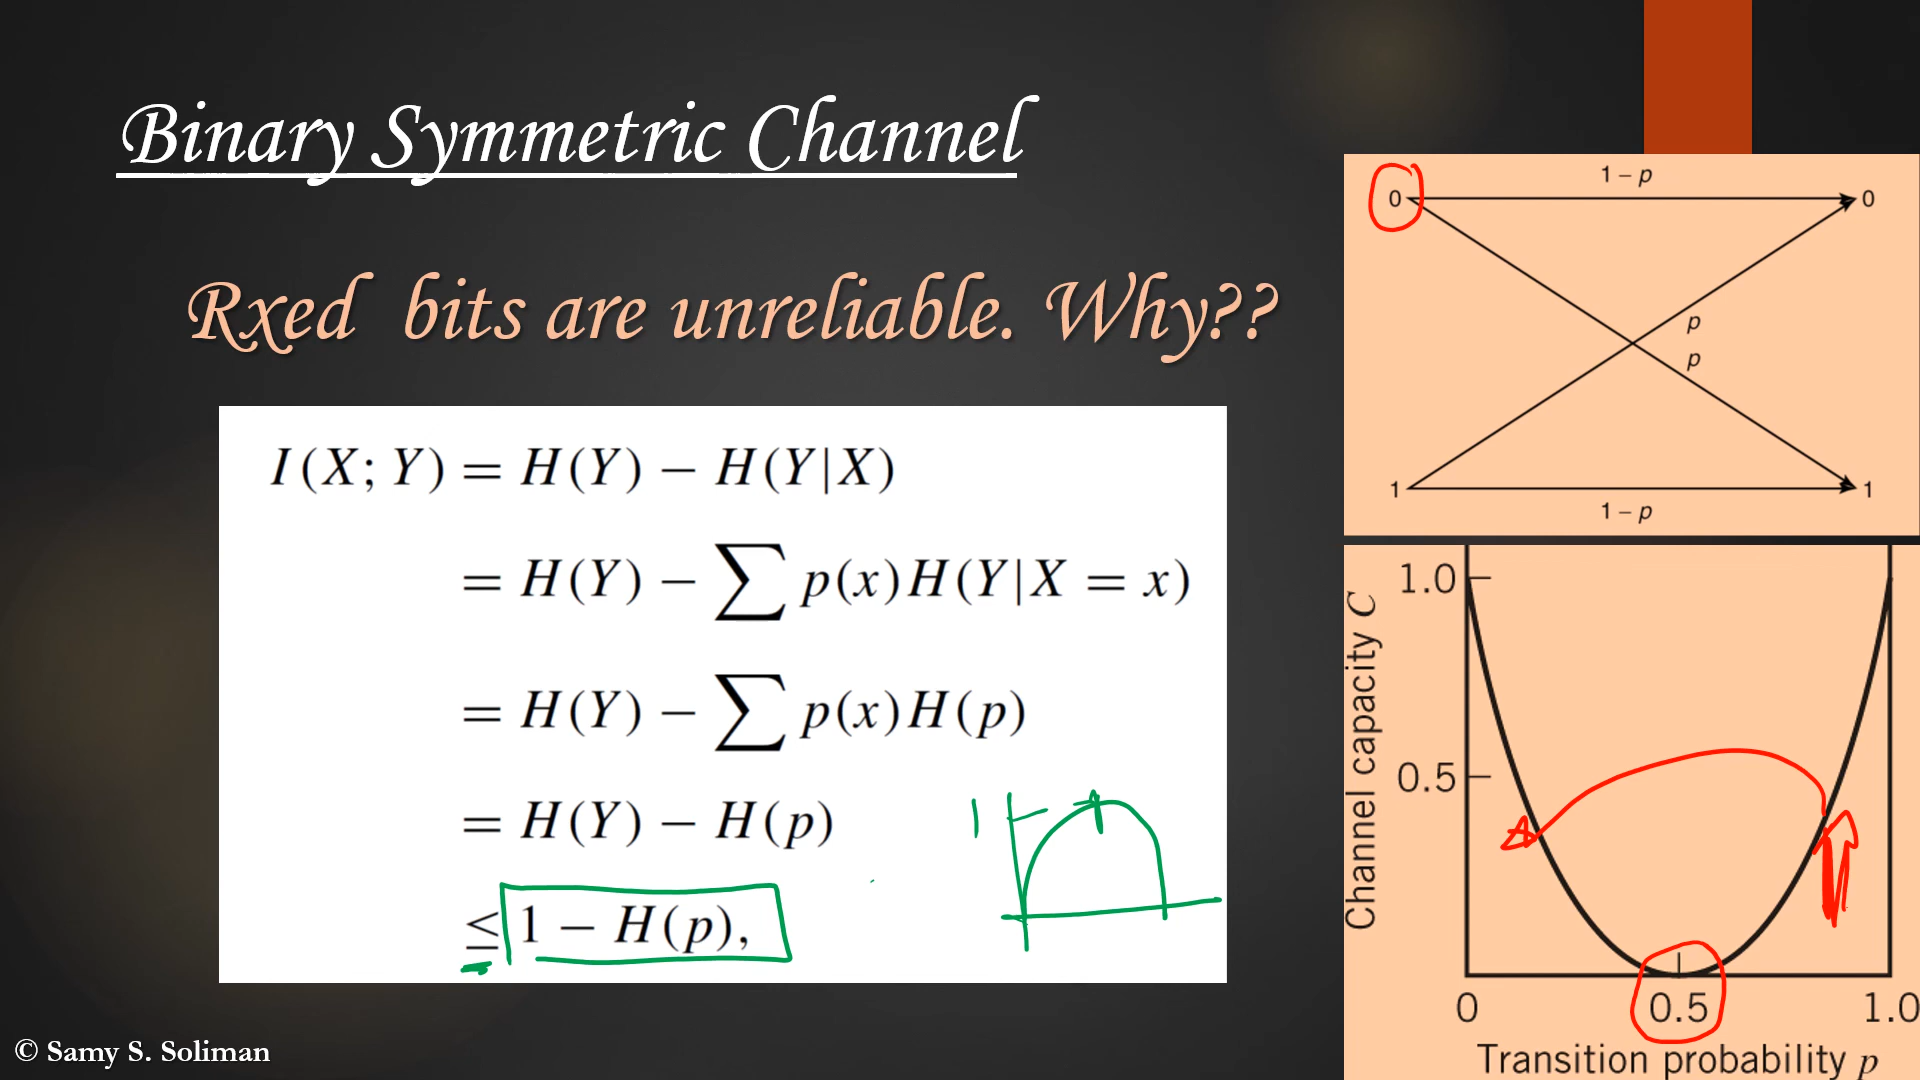 Binary Symmetric Channel
Rxed bits are unreliable. Why??
I(X; Y) = H(Y) − H(Y|X)
= H(Y) − ∑ p(x)H(Y|X = x)
= H(Y) − ∑ p(x)H(p)
= H(Y) − H(p)
≤ 1 − H(p),
1
1 − p
0 0
p
p
1 1
1 − p
Channel capacity C
1.0
0.5
0 0.5 1.0
Transition probability p
© Samy S. Soliman